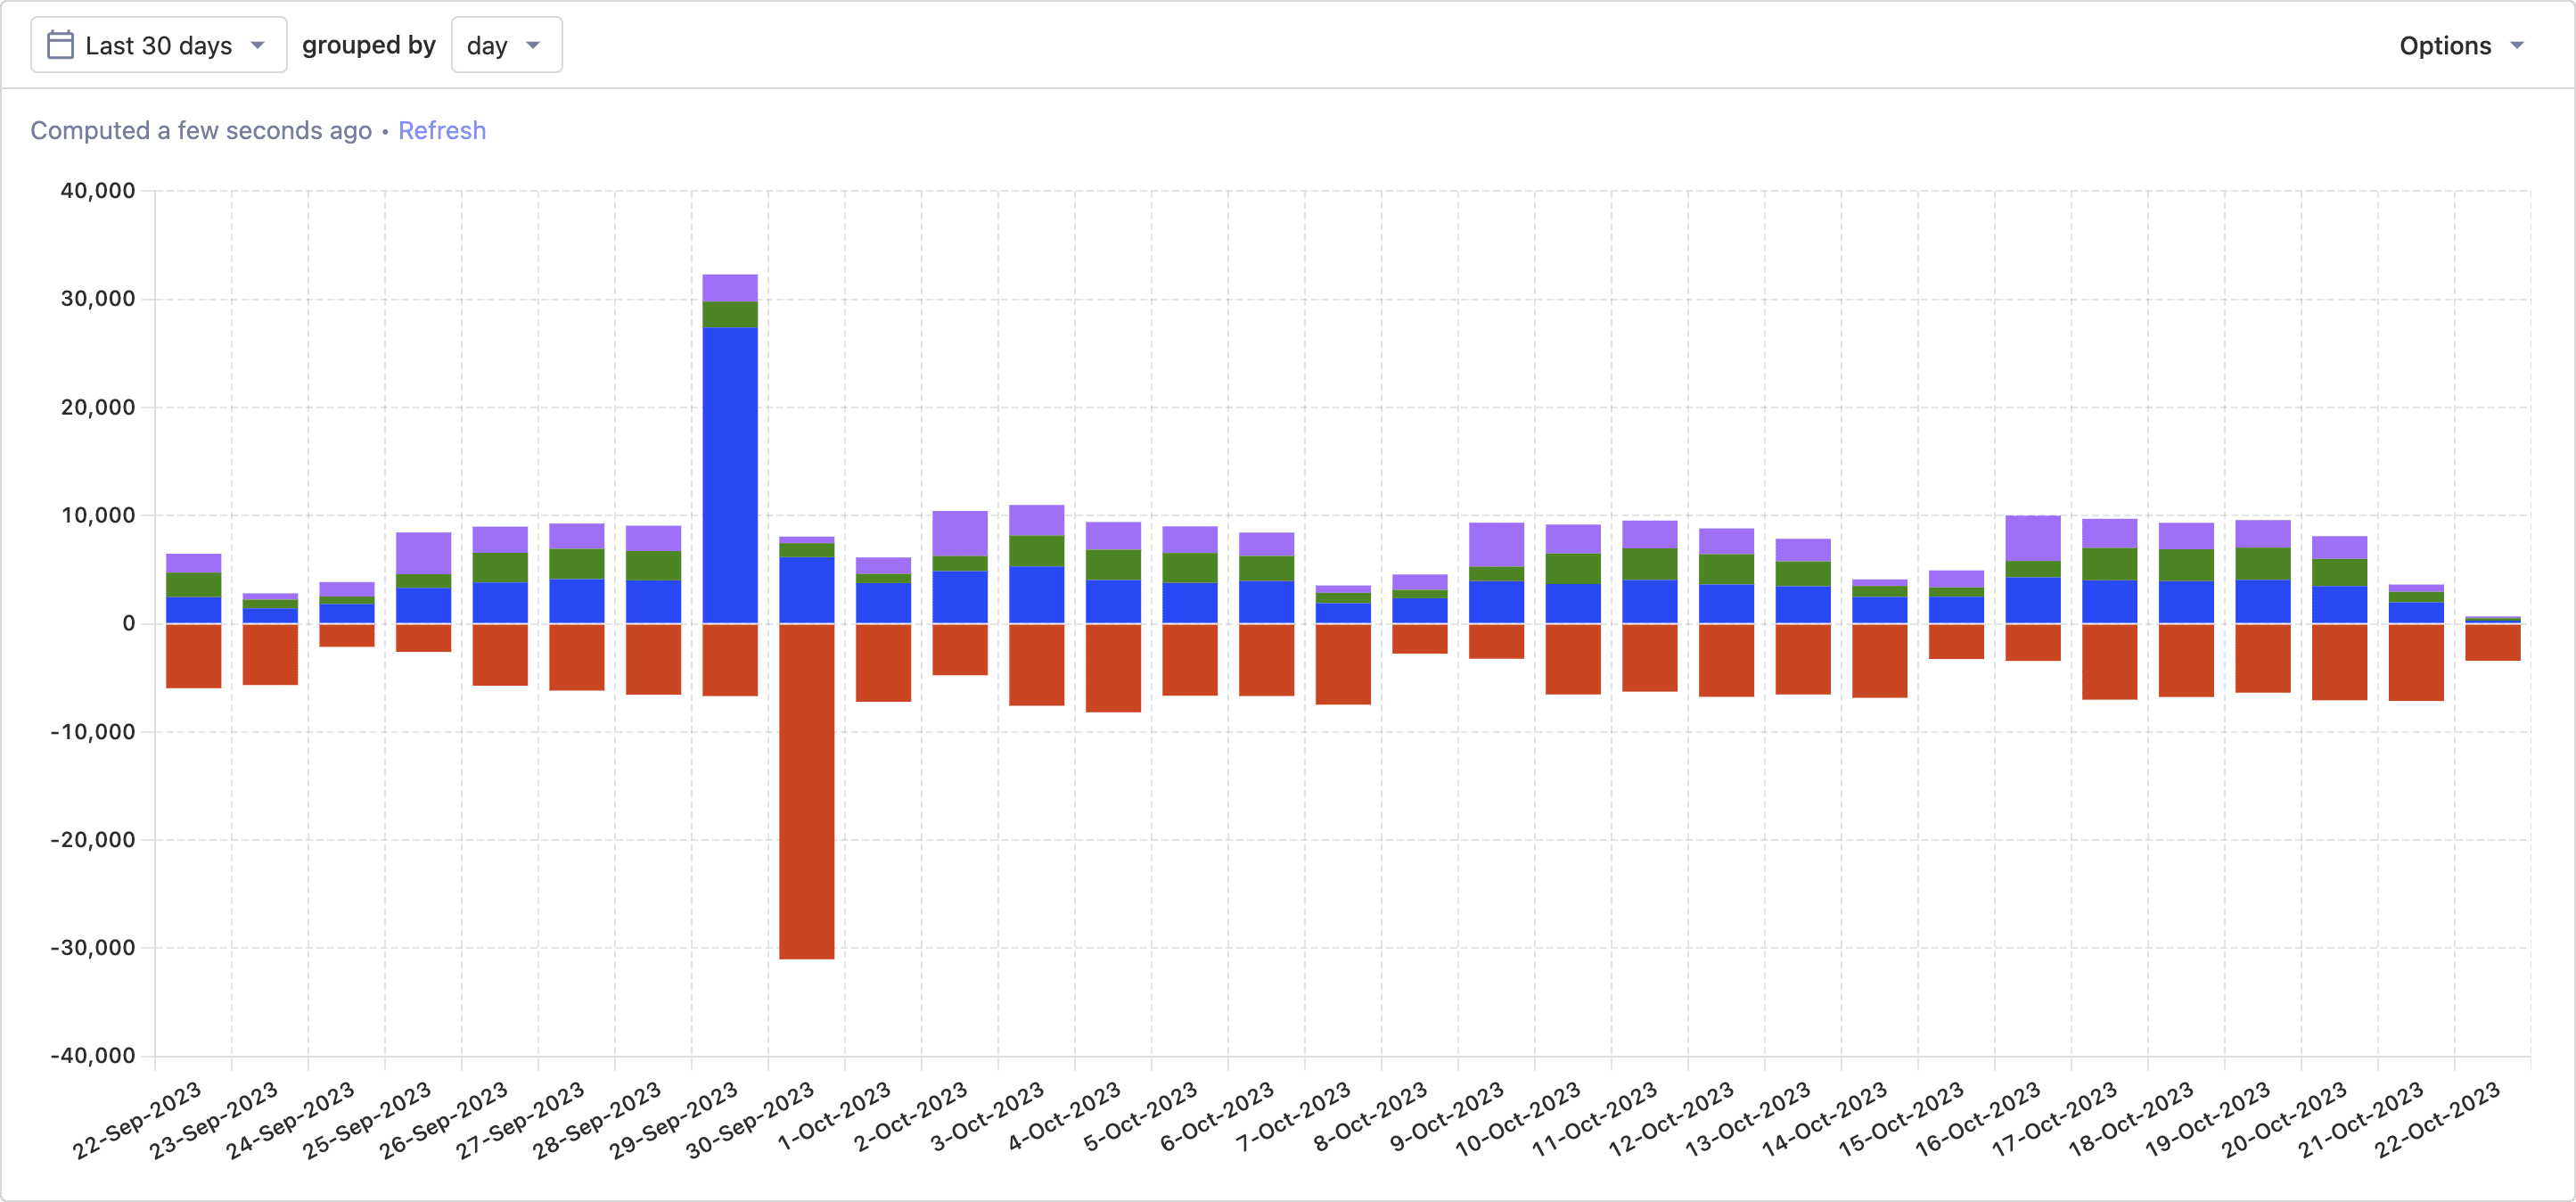 Last 30 days grouped by day Options
Computed a few seconds ago • Refresh
40,000
30,000
20,000
10,000
0
-10,000
-20,000
-30,000
-40,000
22-Sep-2023
23-Sep-2023
24-Sep-2023
25-Sep-2023
26-Sep-2023
27-Sep-2023
28-Sep-2023
29-Sep-2023
30-Sep-2023
1-Oct-2023
2-Oct-2023
3-Oct-2023
4-Oct-2023
5-Oct-2023
6-Oct-2023
7-Oct-2023
8-Oct-2023
9-Oct-2023
10-Oct-2023
11-Oct-2023
12-Oct-2023
13-Oct-2023
14-Oct-2023
15-Oct-2023
16-Oct-2023
17-Oct-2023
18-Oct-2023
19-Oct-2023
20-Oct-2023
21-Oct-2023
22-Oct-2023